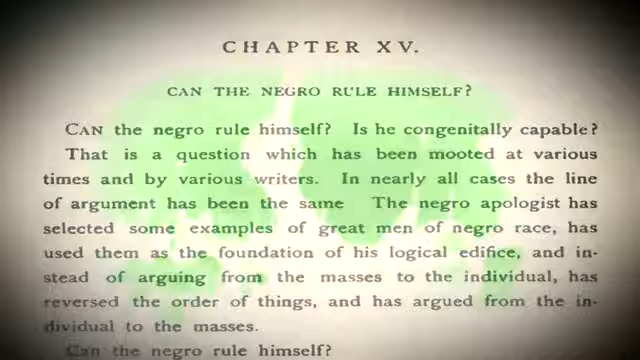 CHAPTER XV.
CAN THE NEGRO RULE HIMSELF?
CAN the negro rule himself? Is he congenitally capable?
That is a question which has been mooted at various
times and by various writers. In nearly all cases the line
of argument has been the same The negro apologist has
selected some examples of great men of negro race, has
used them as the foundation of his logical edifice, and in-
stead of arguing from the masses to the individual, has
reversed the order of things, and has argued from the in-
dividual to the masses.
Can the negro rule himself?